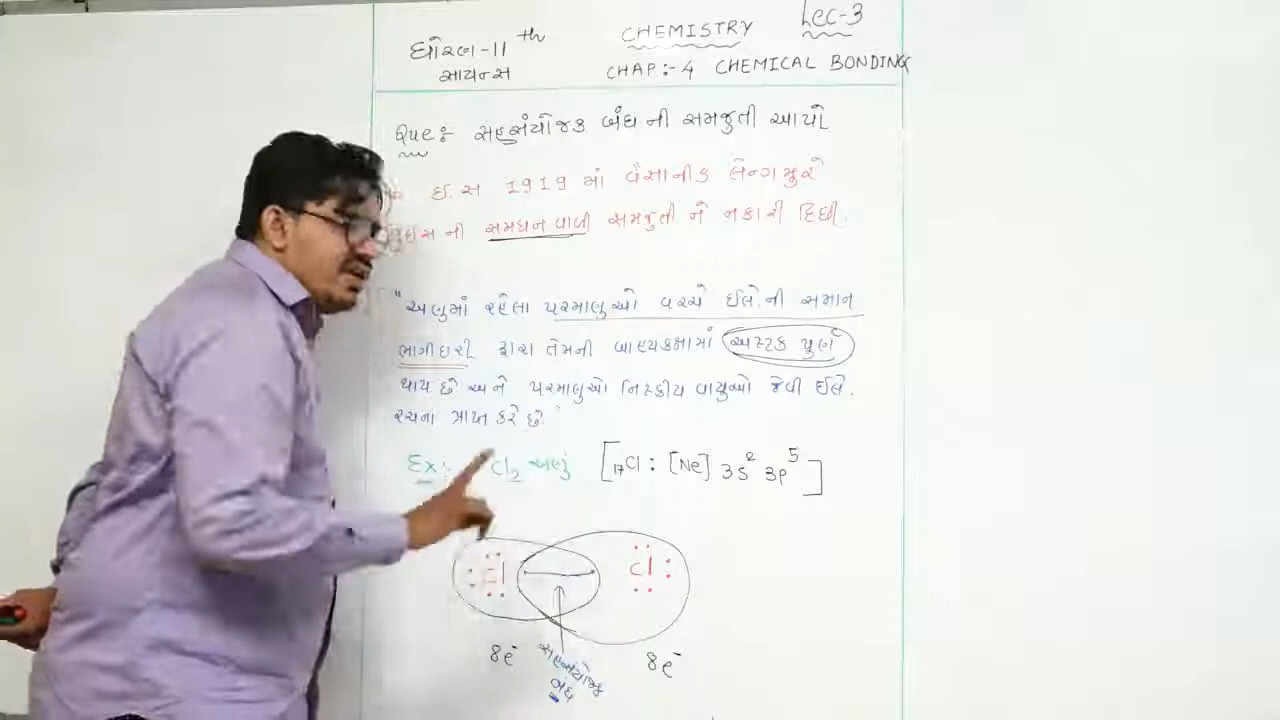 ધોરણ-11th
સાયન્સ
CHEMISTRY
Lec-3
CHAP:- 4 CHEMICAL BONDING
Que: સહસંયોજક બંધ ની સમજુતી આપો
ઇ.સ 1919 માં વૈજ્ઞાનીક લેન્ગમુરે
લુઇસ ની સમઘન વાળી સમજુતી ને નકારી દિધી.
"અણુમાં રહેલા પરમાણુઓ વચ્ચે ઈલે.ની સમાન
ભાગીદારી દ્વારા તેમની બાહ્યકક્ષામાં અષ્ટક પુર્ણ
થાય છે અને પરમાણુઓ નિષ્ક્રીય વાયુઓ જેવી ઈલે.
રચના પ્રાપ્ત કરે છે"
Ex:- Cl2 અણું [17Cl : [Ne] 3s2 3p5]
Cl Cl
8e- 8e-
સહસંયોજક
બંધ